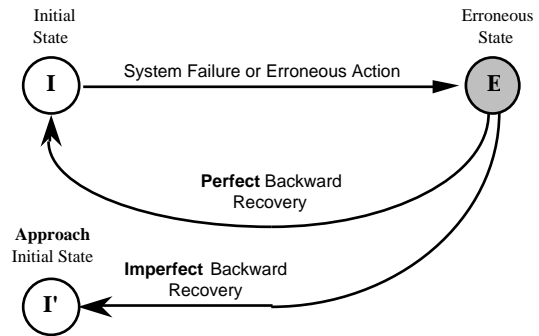 Initial
State
Erroneous
State
I
System Failure or Erroneous Action
E
Perfect Backward
Recovery
Approach
Initial State
Imperfect Backward
Recovery
I'